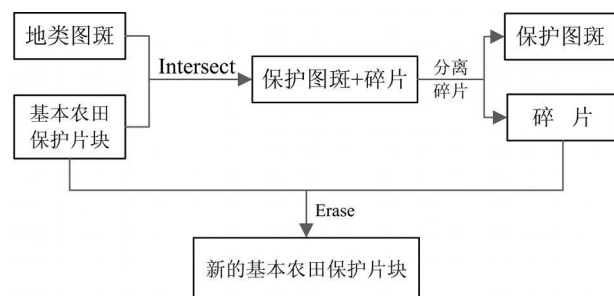 地类图斑
基本农田
保护片块
Intersect
保护图斑+碎片
分离
碎片
保护图斑
碎 片
Erase
新的基本农田保护片块